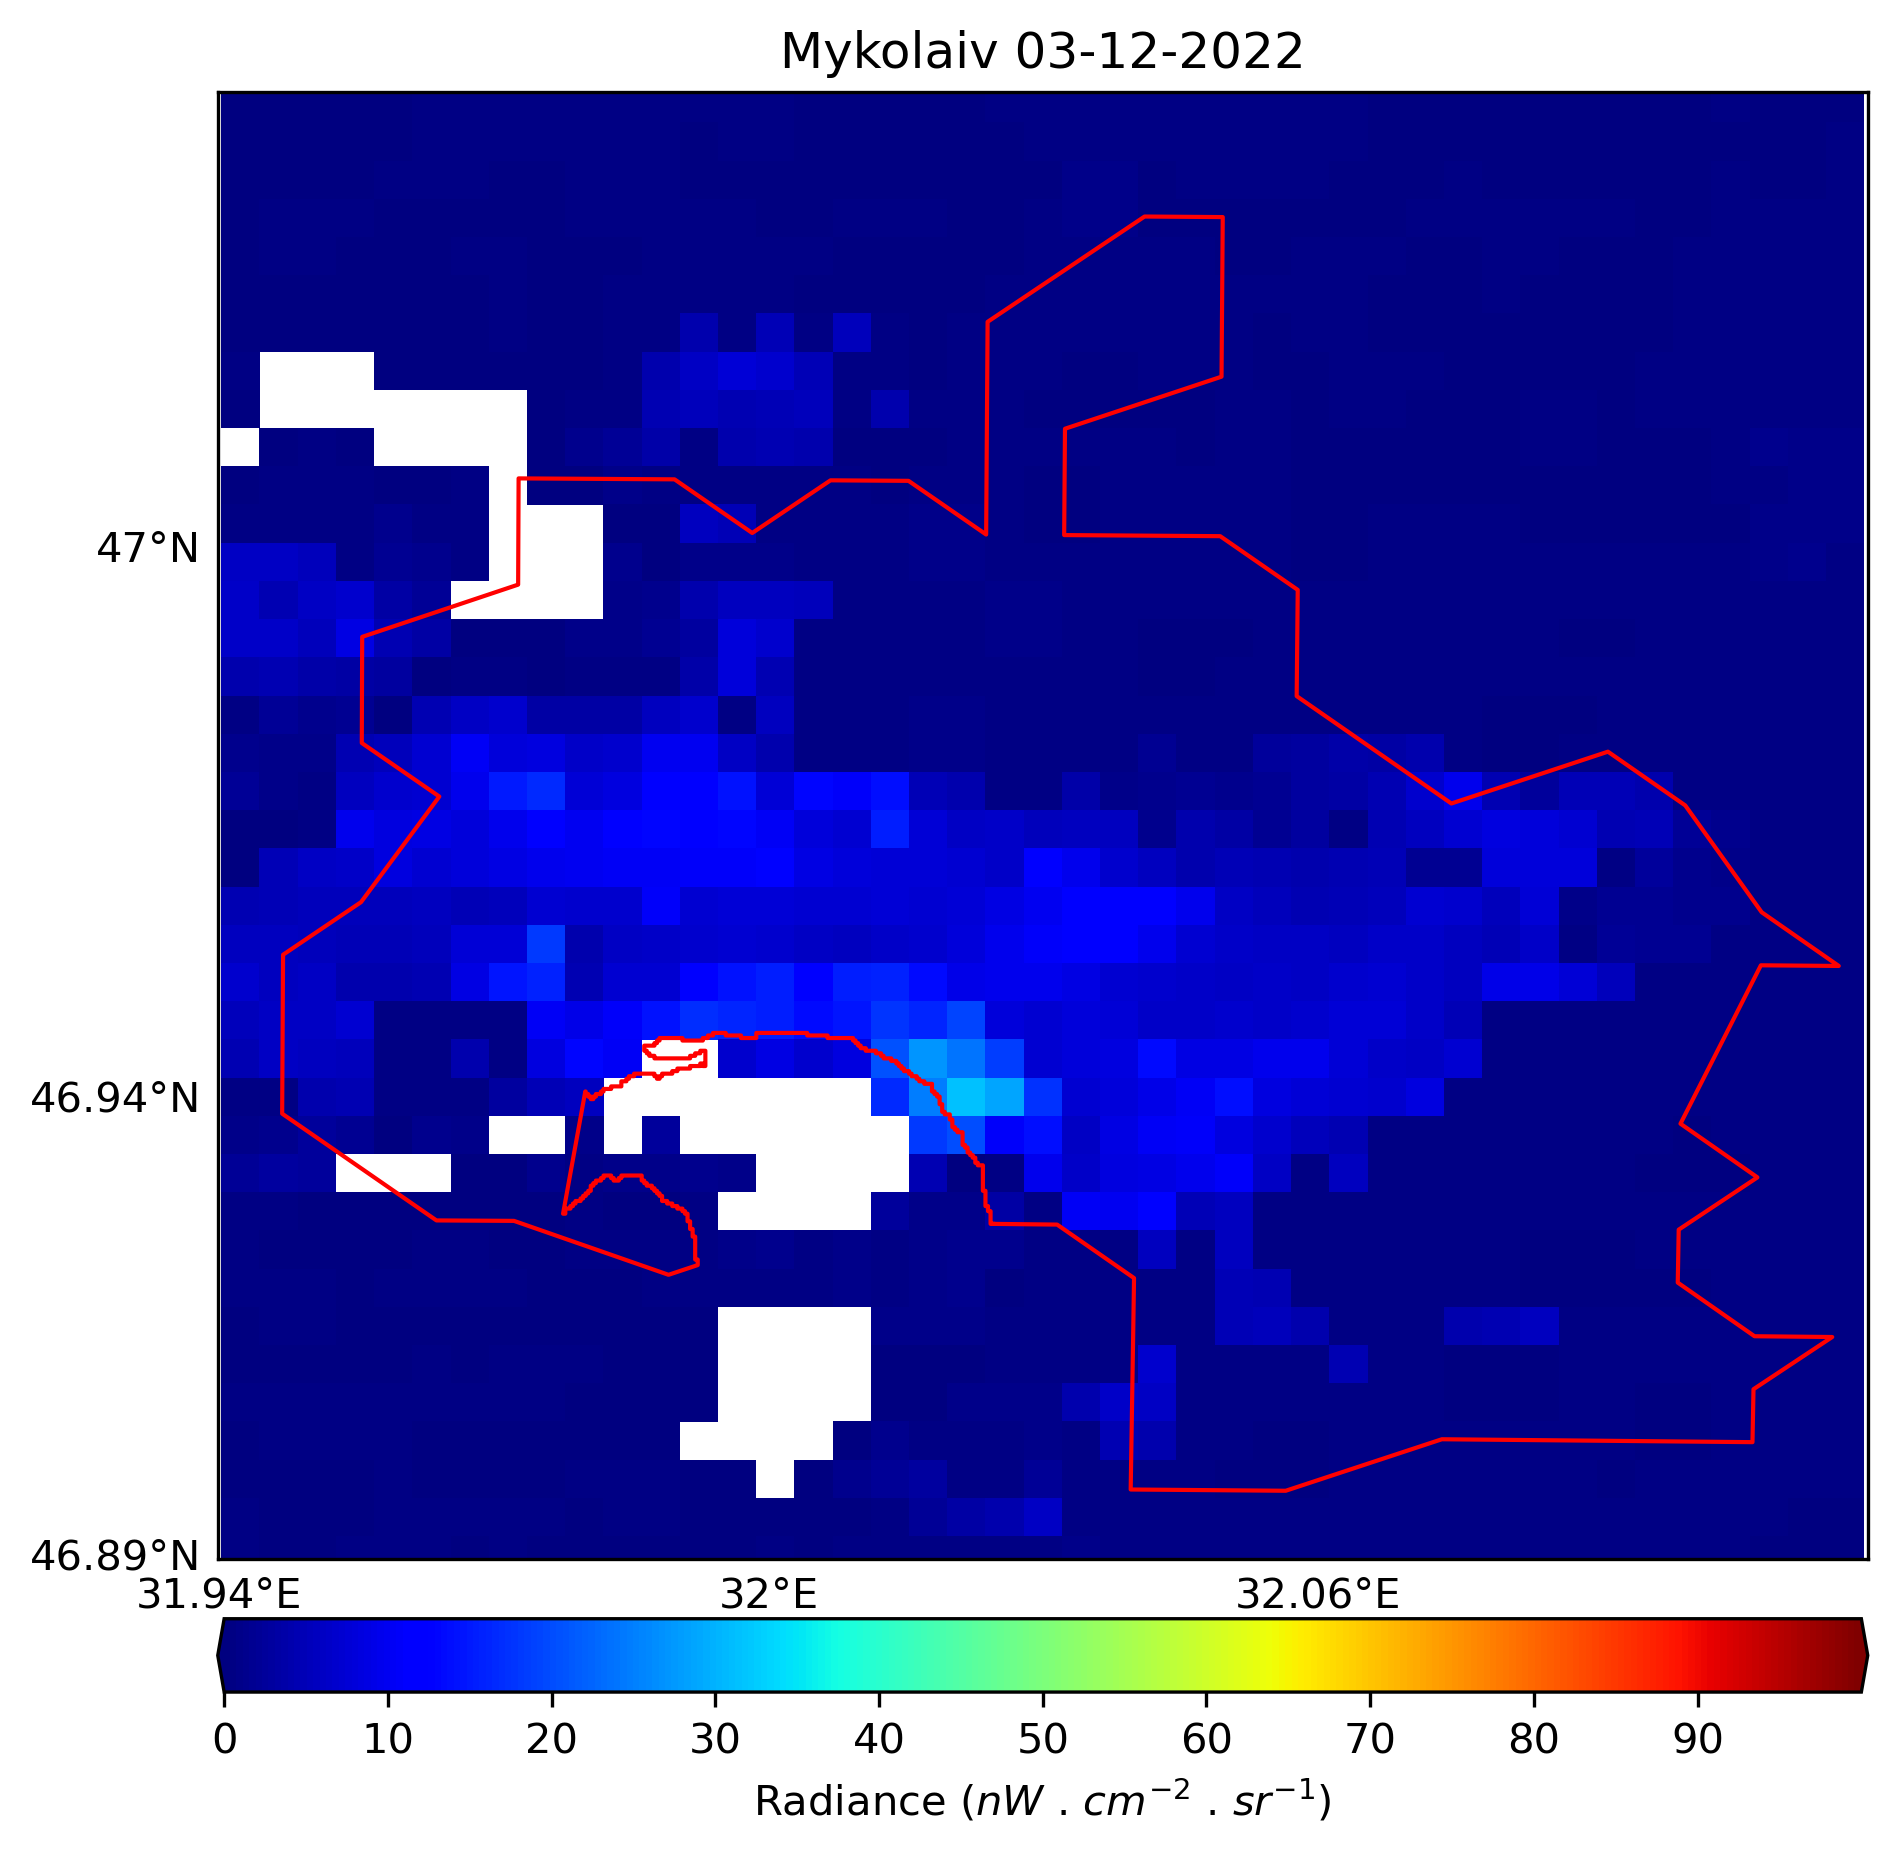 Mykolaiv 03-12-2022
47°N
46.94°N
46.89°N
31.94°E 32°E 32.06°E
0 10 20 30 40 50 60 70 80 90
Radiance (nW . cm⁻² . sr⁻¹)